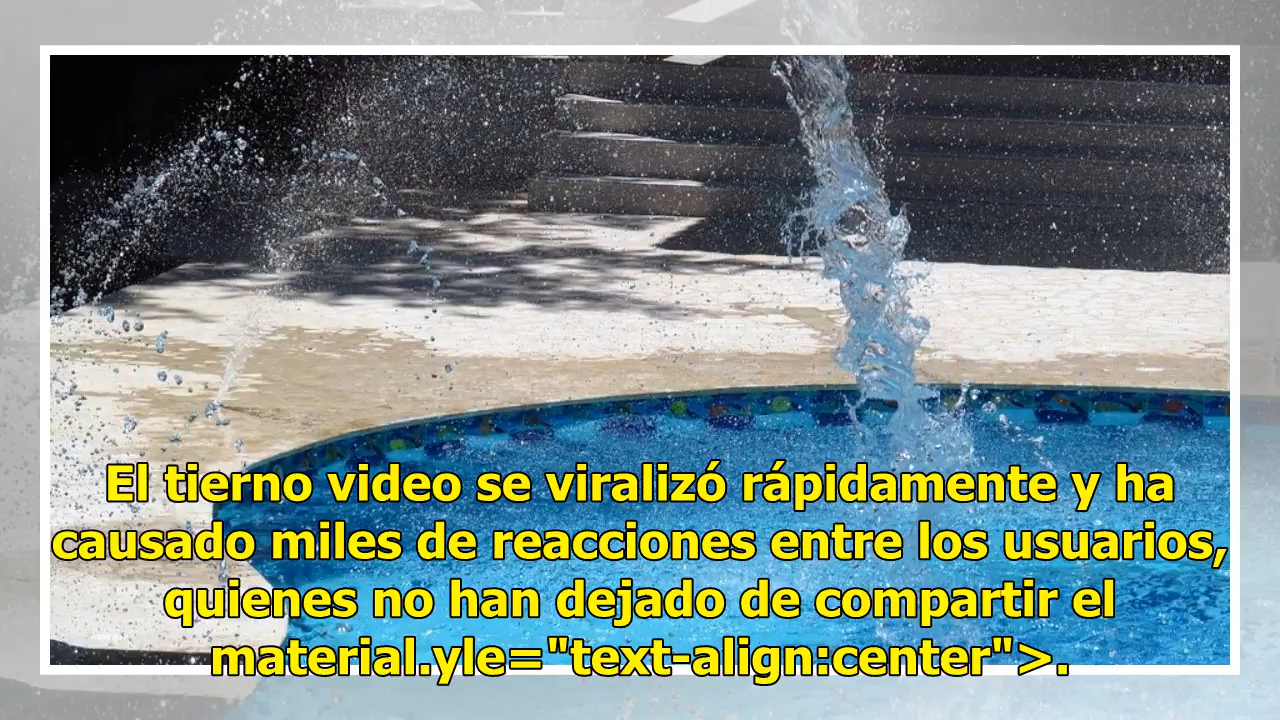 El tierno video se viralizó rápidamente y ha
causado miles de reacciones entre los usuarios,
quienes no han dejado de compartir el
material.yle="text-align:center">.